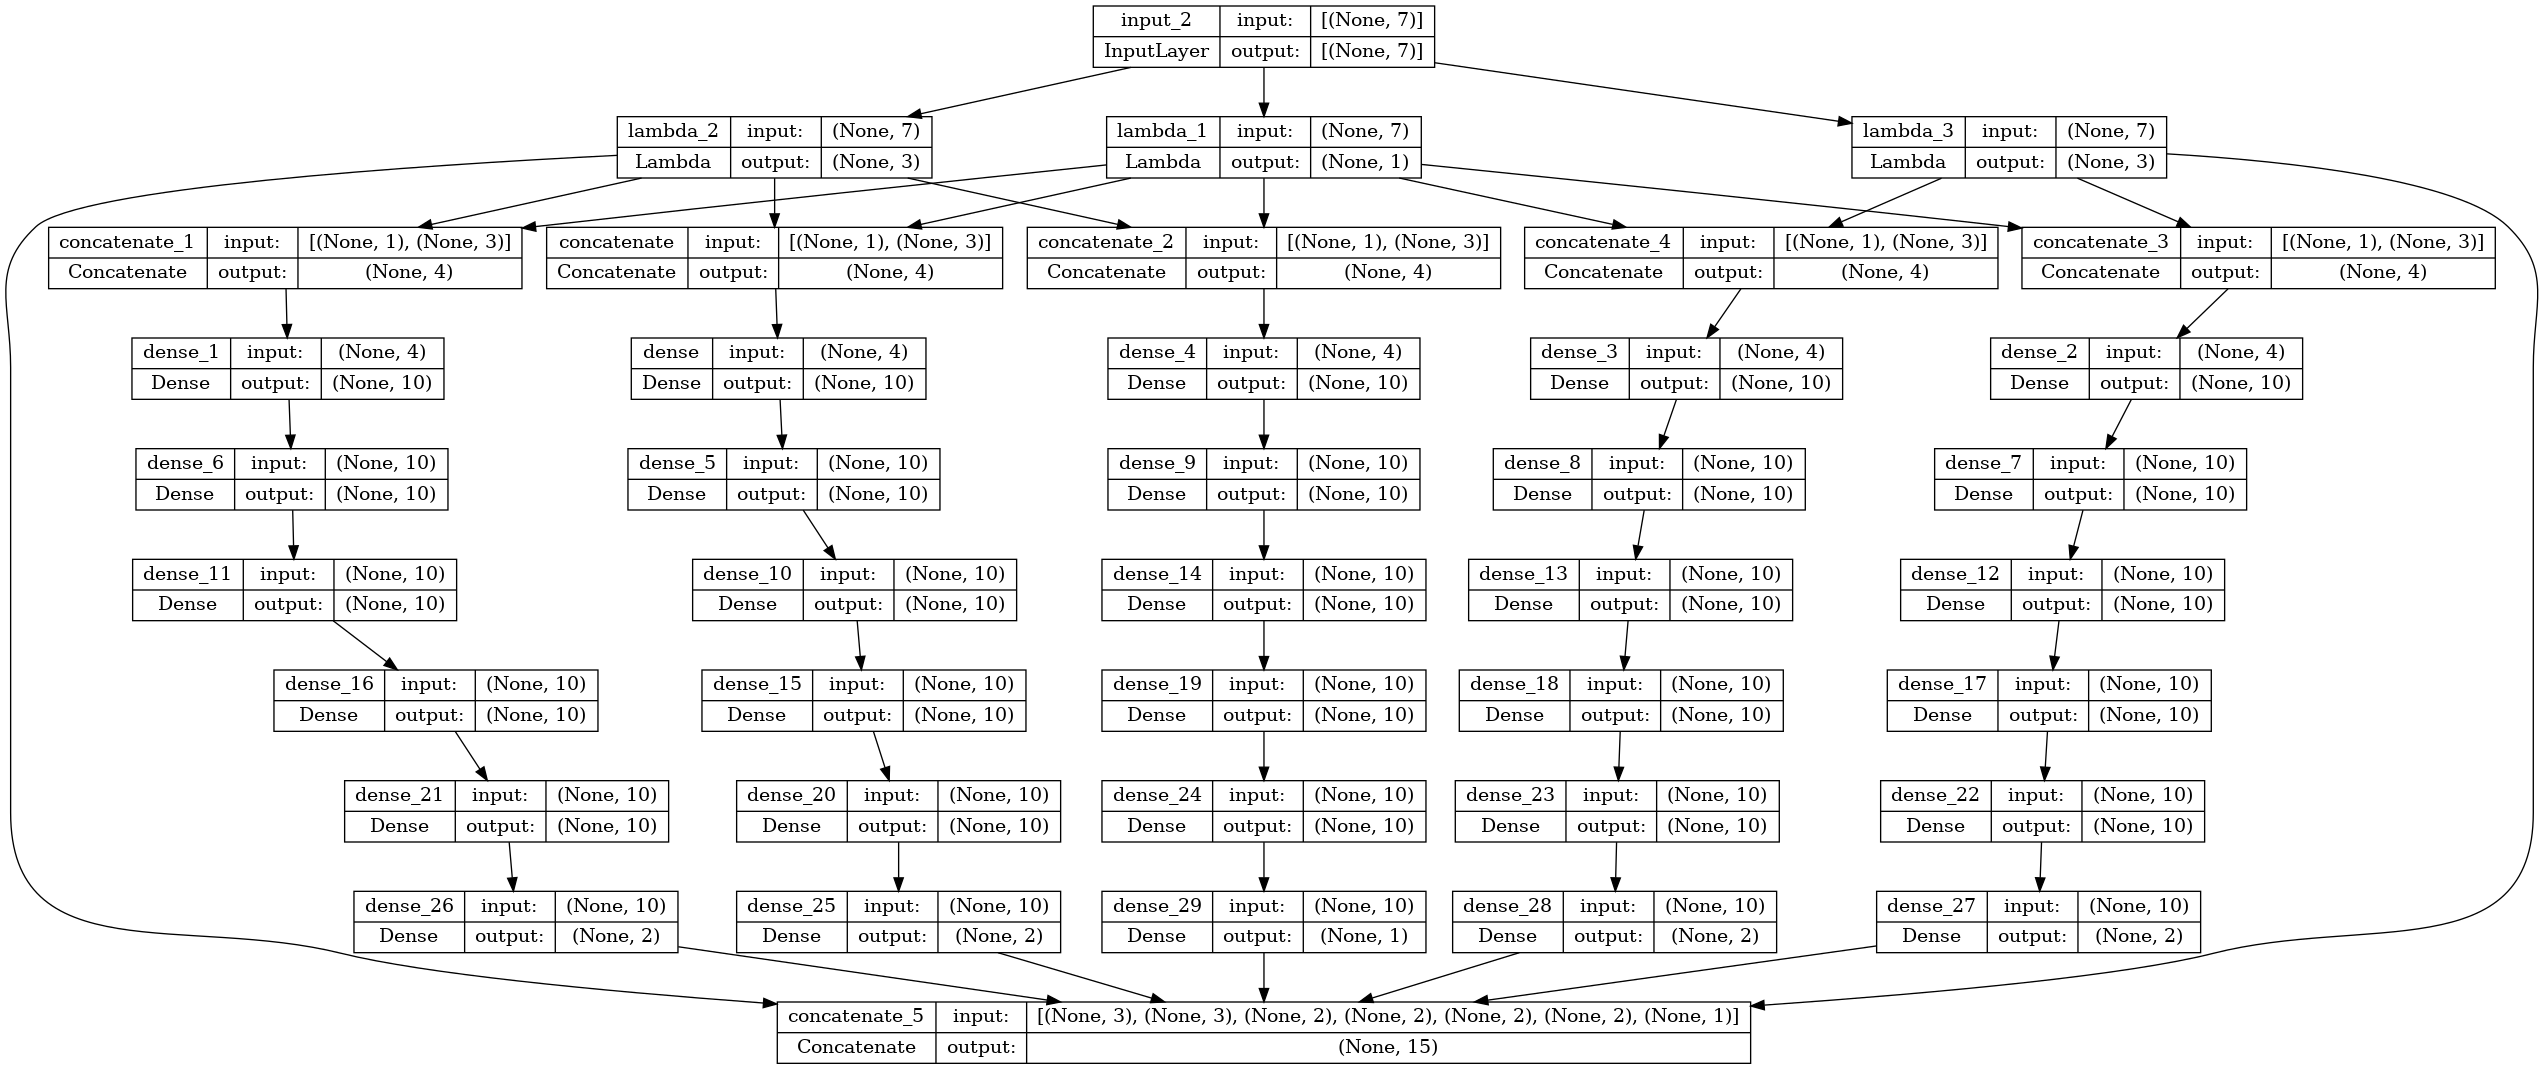 input_2 input: [(None, 7)]
InputLayer output: [(None, 7)]
lambda_2 input: (None, 7)
Lambda output: (None, 3)
lambda_1 input: (None, 7)
Lambda output: (None, 1)
lambda_3 input: (None, 7)
Lambda output: (None, 3)
concatenate_1 input: [(None, 1), (None, 3)]
Concatenate output: (None, 4)
concatenate input: [(None, 1), (None, 3)]
Concatenate output: (None, 4)
concatenate_2 input: [(None, 1), (None, 3)]
Concatenate output: (None, 4)
concatenate_4 input: [(None, 1), (None, 3)]
Concatenate output: (None, 4)
concatenate_3 input: [(None, 1), (None, 3)]
Concatenate output: (None, 4)
dense_1 input: (None, 4)
Dense output: (None, 10)
dense input: (None, 4)
Dense output: (None, 10)
dense_4 input: (None, 4)
Dense output: (None, 10)
dense_3 input: (None, 4)
Dense output: (None, 10)
dense_2 input: (None, 4)
Dense output: (None, 10)
dense_6 input: (None, 10)
Dense output: (None, 10)
dense_5 input: (None, 10)
Dense output: (None, 10)
dense_9 input: (None, 10)
Dense output: (None, 10)
dense_8 input: (None, 10)
Dense output: (None, 10)
dense_7 input: (None, 10)
Dense output: (None, 10)
dense_11 input: (None, 10)
Dense output: (None, 10)
dense_10 input: (None, 10)
Dense output: (None, 10)
dense_14 input: (None, 10)
Dense output: (None, 10)
dense_13 input: (None, 10)
Dense output: (None, 10)
dense_12 input: (None, 10)
Dense output: (None, 10)
dense_16 input: (None, 10)
Dense output: (None, 10)
dense_15 input: (None, 10)
Dense output: (None, 10)
dense_19 input: (None, 10)
Dense output: (None, 10)
dense_18 input: (None, 10)
Dense output: (None, 10)
dense_17 input: (None, 10)
Dense output: (None, 10)
dense_21 input: (None, 10)
Dense output: (None, 10)
dense_20 input: (None, 10)
Dense output: (None, 10)
dense_24 input: (None, 10)
Dense output: (None, 10)
dense_23 input: (None, 10)
Dense output: (None, 10)
dense_22 input: (None, 10)
Dense output: (None, 10)
dense_26 input: (None, 10)
Dense output: (None, 2)
dense_25 input: (None, 10)
Dense output: (None, 2)
dense_29 input: (None, 10)
Dense output: (None, 1)
dense_28 input: (None, 10)
Dense output: (None, 2)
dense_27 input: (None, 10)
Dense output: (None, 2)
concatenate_5 input: [(None, 3), (None, 3), (None, 2), (None, 2), (None, 2), (None, 2), (None, 1)]
Concatenate output: (None, 15)